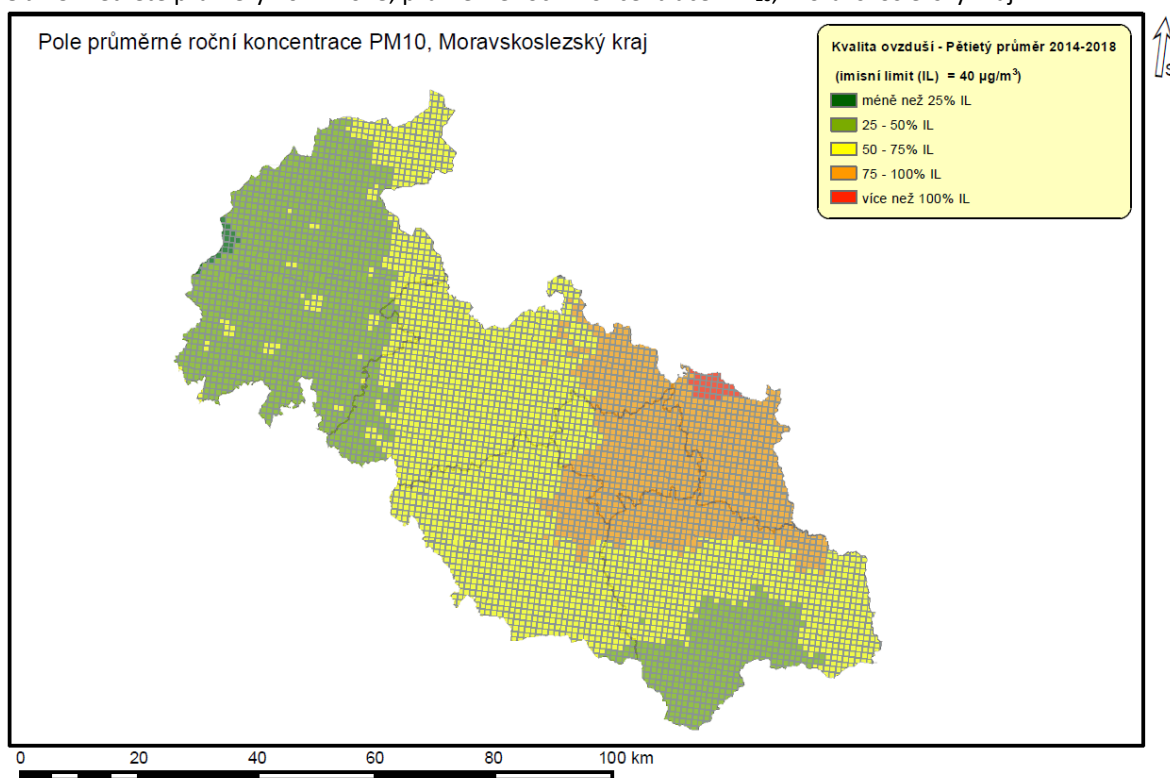 Pole průměrné roční koncentrace PM10, Moravskoslezský kraj
Kvalita ovzduší - Pětietý průměr 2014-2018
(imisní limit (IL) = 40 µg/m³)
méně než 25% IL
25 - 50% IL
50 - 75% IL
75 - 100% IL
více než 100% IL
0 20 40 60 80 100 km